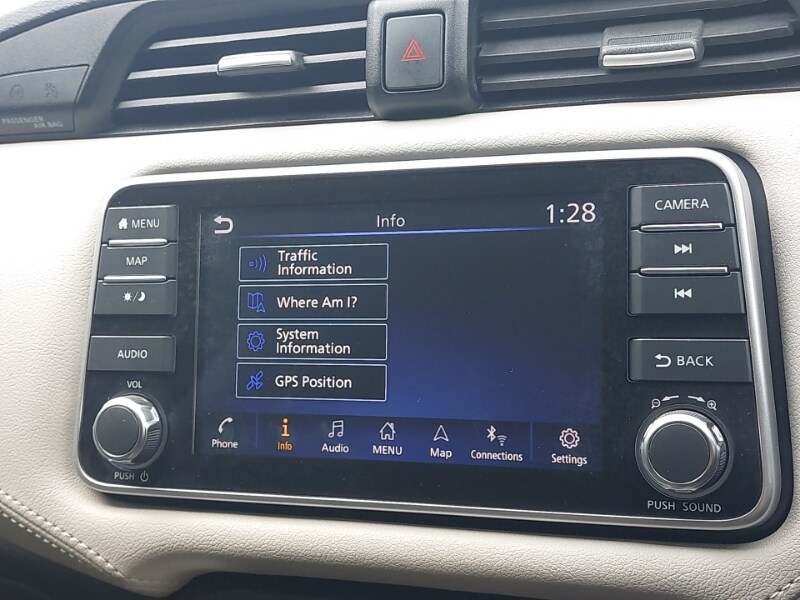 PASSENGER
AIR BAG
MENU
MAP
AUDIO
VOL
PUSH
Info
1:28
Traffic
Information
Where Am I?
System
Information
GPS Position
Phone
Info
Audio
MENU
Map
Connections
Settings
CAMERA
BACK
PUSH SOUND